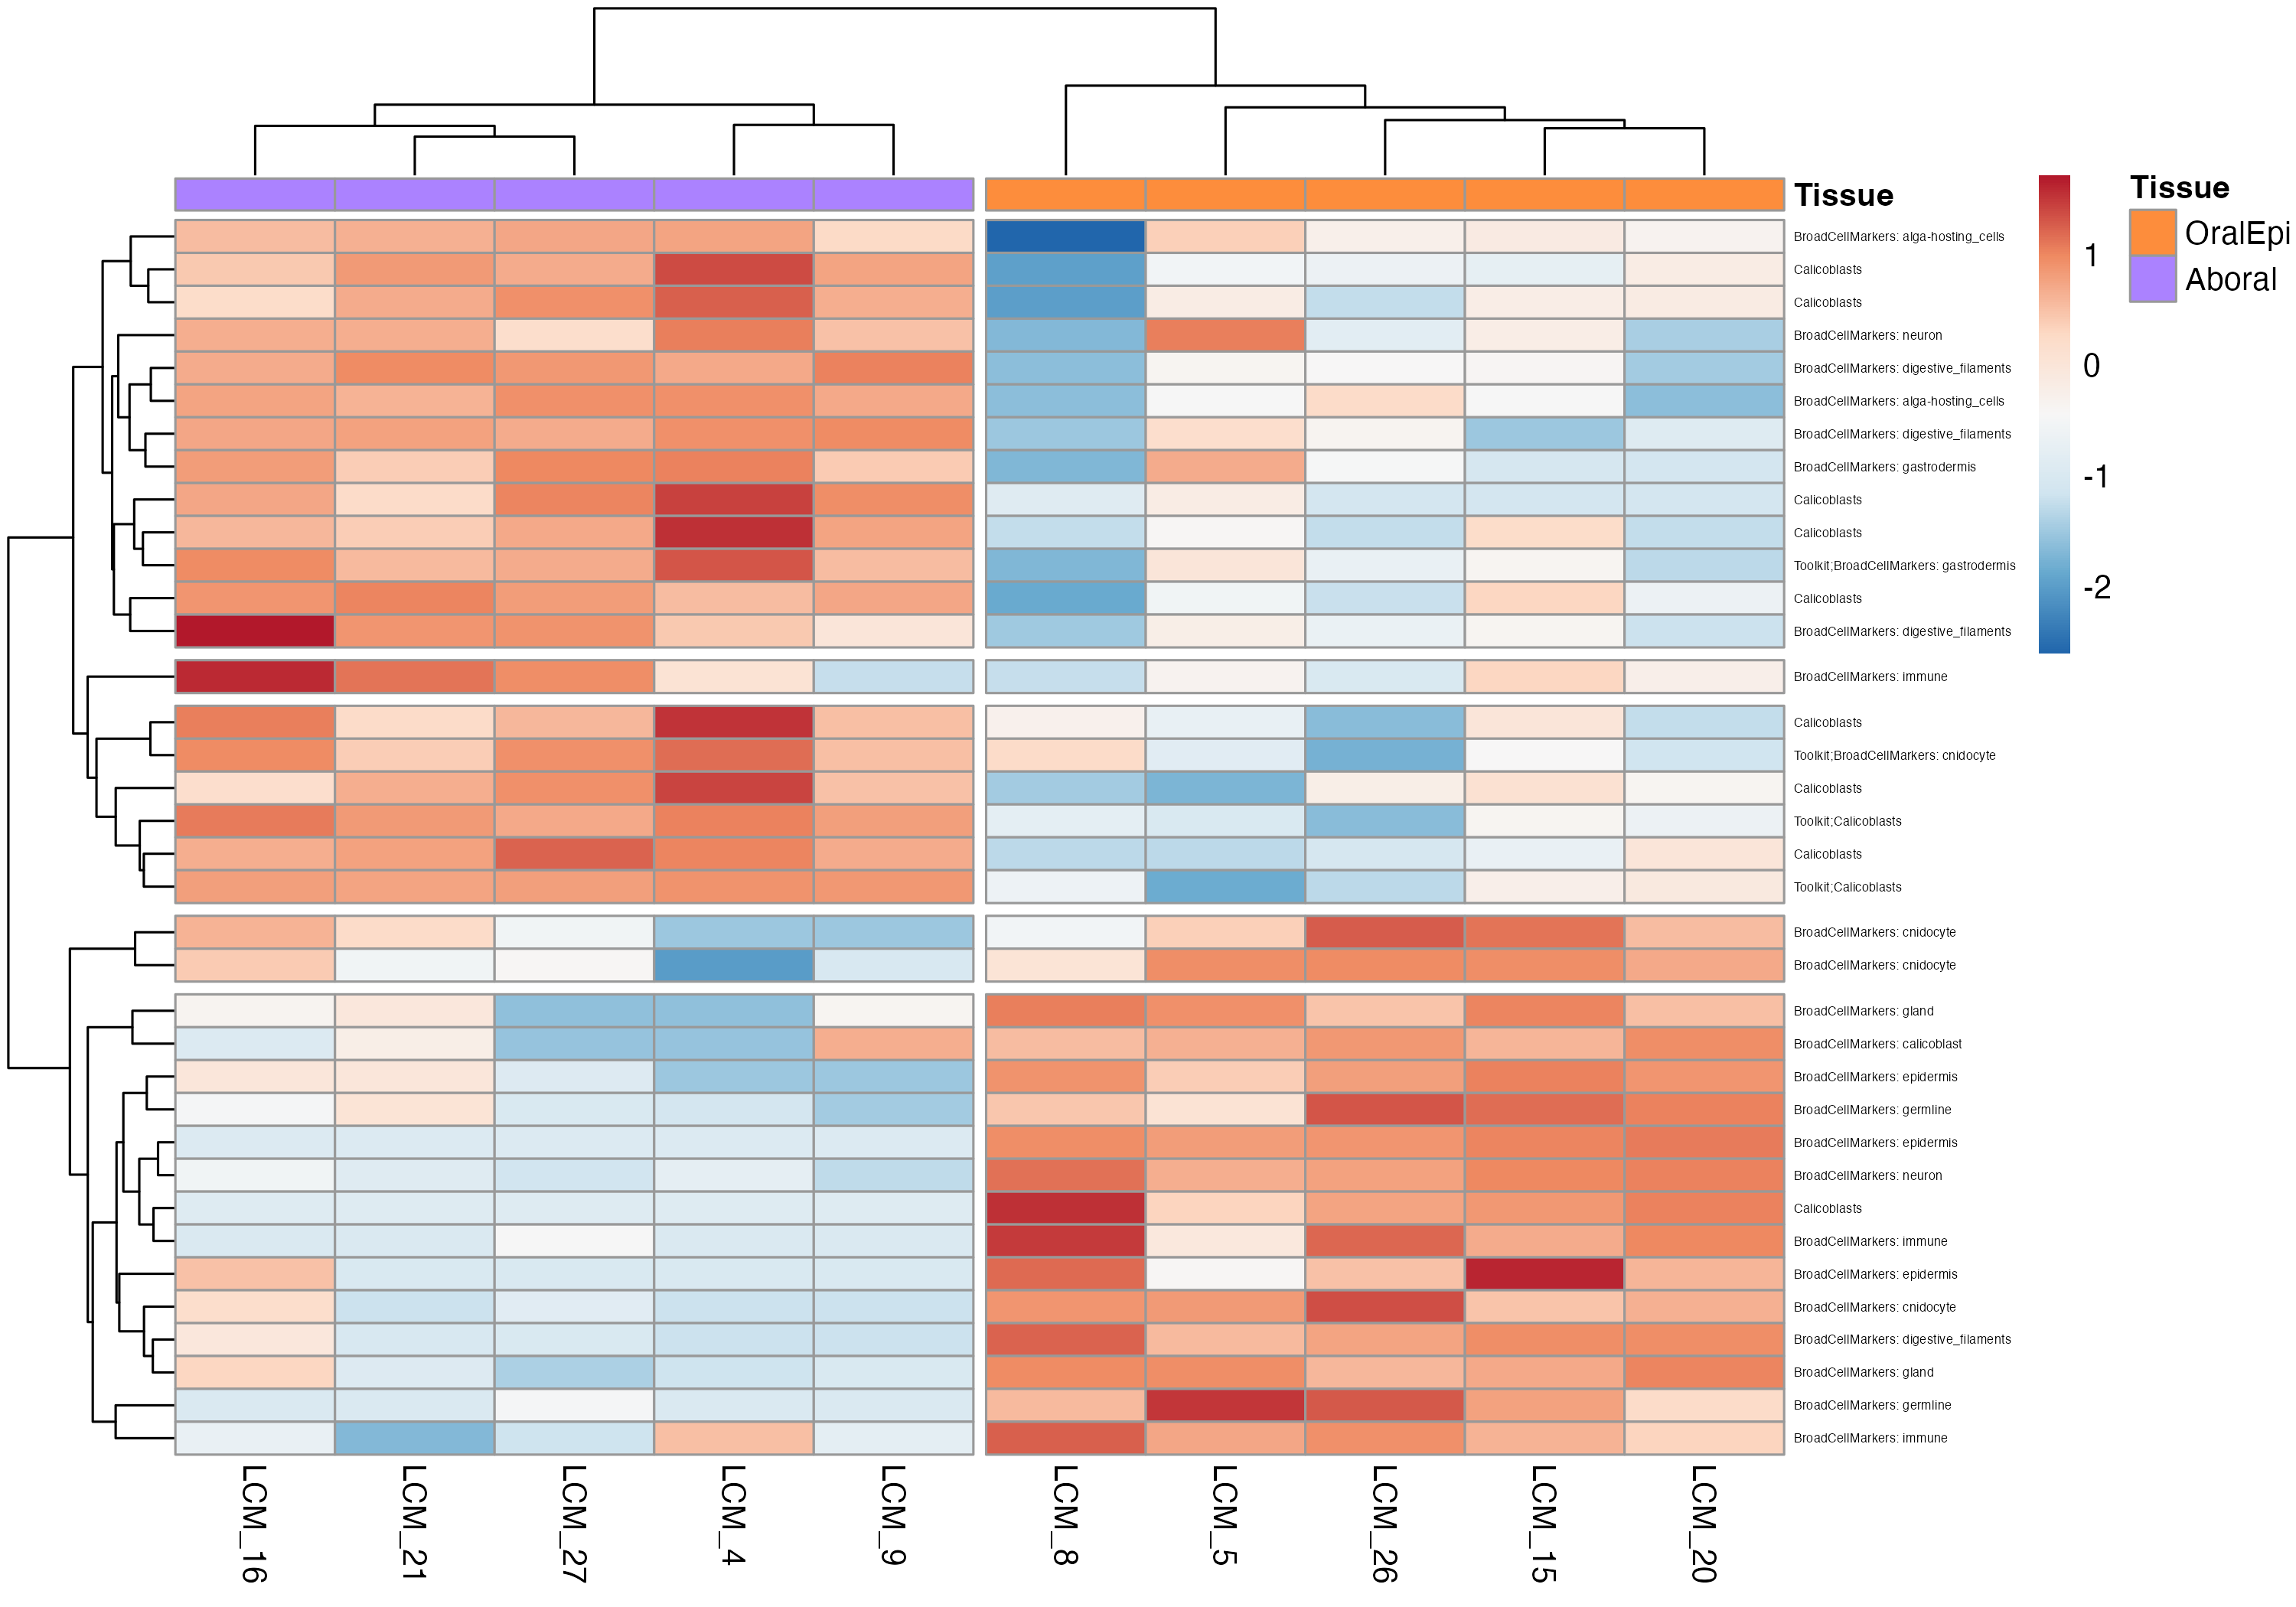 Tissue
BroadCellMarkers: alga-hosting_cells
Calicoblasts
Calicoblasts
BroadCellMarkers: neuron
BroadCellMarkers: digestive_filaments
BroadCellMarkers: alga-hosting_cells
BroadCellMarkers: digestive_filaments
BroadCellMarkers: gastrodermis
Calicoblasts
Calicoblasts
Toolkit;BroadCellMarkers: gastrodermis
Calicoblasts
BroadCellMarkers: digestive_filaments
BroadCellMarkers: immune
Calicoblasts
Toolkit;BroadCellMarkers: cnidocyte
Calicoblasts
Toolkit;Calicoblasts
Calicoblasts
Toolkit;Calicoblasts
BroadCellMarkers: cnidocyte
BroadCellMarkers: cnidocyte
BroadCellMarkers: gland
BroadCellMarkers: calicoblast
BroadCellMarkers: epidermis
BroadCellMarkers: germline
BroadCellMarkers: epidermis
BroadCellMarkers: neuron
Calicoblasts
BroadCellMarkers: immune
BroadCellMarkers: epidermis
BroadCellMarkers: cnidocyte
BroadCellMarkers: digestive_filaments
BroadCellMarkers: gland
BroadCellMarkers: germline
BroadCellMarkers: immune
LCM_16
LCM_21
LCM_27
LCM_4
LCM_9
LCM_8
LCM_5
LCM_26
LCM_15
LCM_20
1
0
-1
-2
Tissue
OralEpi
Aboral